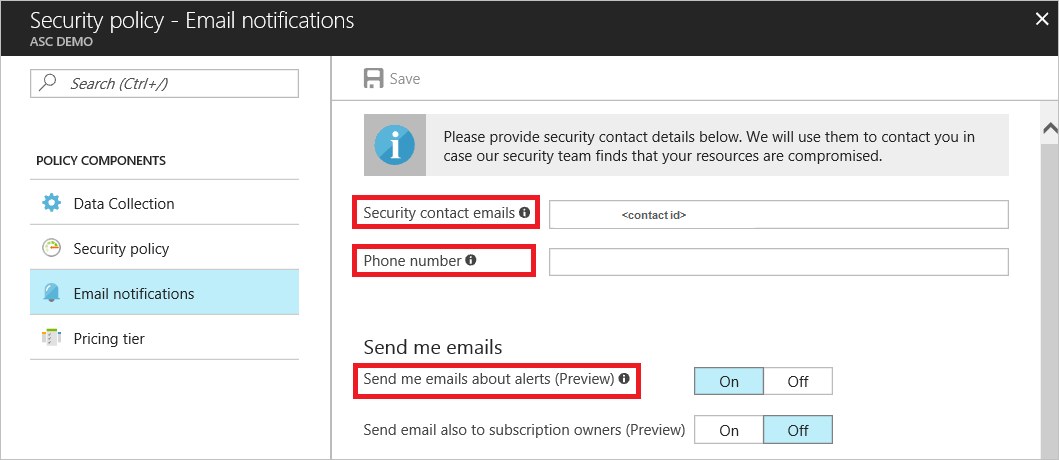 Security policy - Email notifications
ASC DEMO
Search (Ctrl+/)
Save
Please provide security contact details below. We will use them to contact you in
case our security team finds that your resources are compromised.
POLICY COMPONENTS
Data Collection
Security policy
Email notifications
Pricing tier
Security contact emails
<contact id>
Phone number
Send me emails
Send me emails about alerts (Preview)
On Off
Send email also to subscription owners (Preview)
On Off